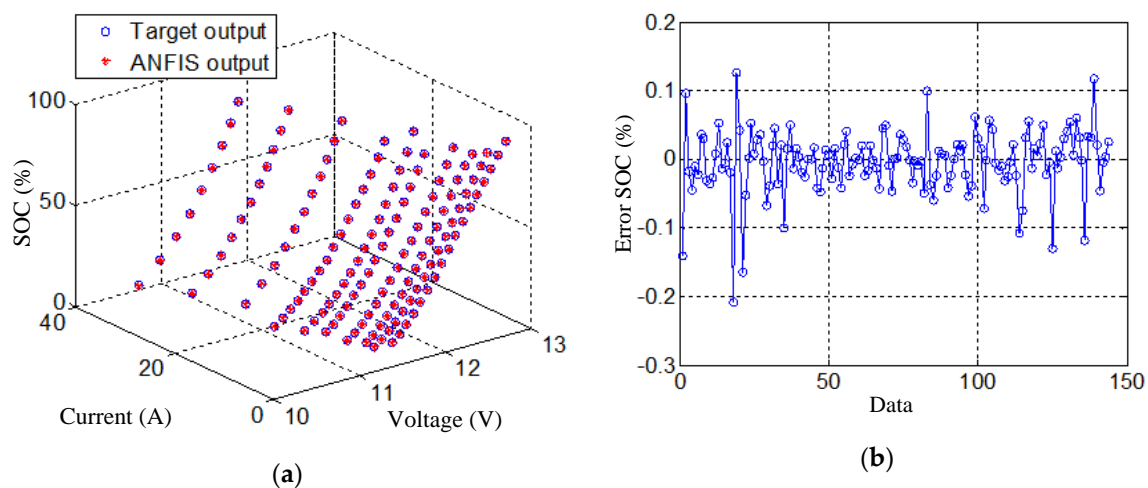 Target output
ANFIS output
100
50
0
SOC (%)
40
20
0
Current (A)
10
11
12
13
Voltage (V)
(a)
0.2
0.1
0
-0.1
-0.2
-0.3
Error SOC (%)
0
50
100
150
Data
(b)